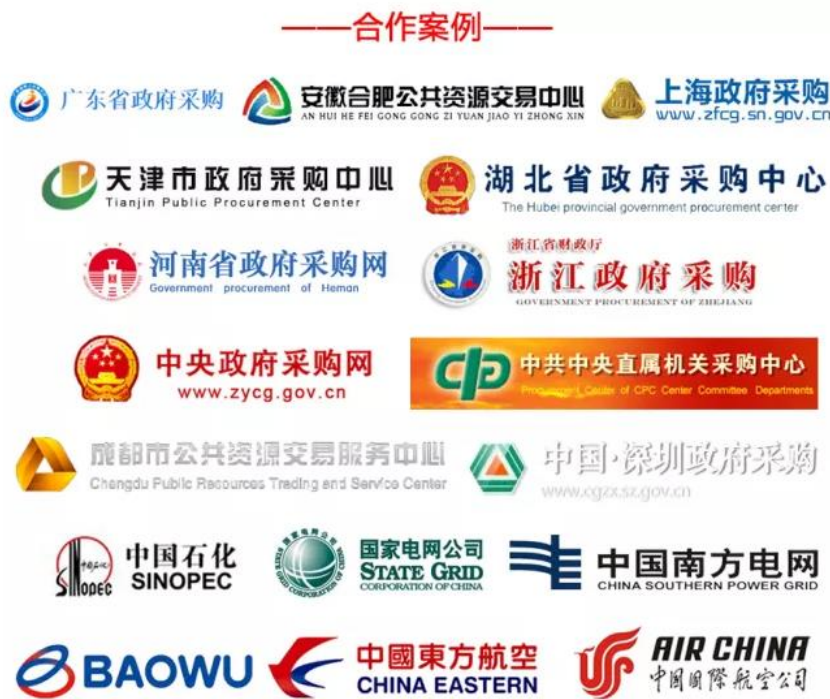 ——合作案例——
广东省政府采购
安徽合肥公共资源交易中心
AN HUI HE FEI GONG GONG ZI YUAN JIAO YI ZHONG XIN
上海政府采购
www.zfcg.sn.gov.cn
天津市政府采购中心
Tianjin Public Procurement Center
湖北省政府采购中心
The Hubei provincial government procurement center
河南省政府采购网
Government procurement of Heman
浙江省财政厅
浙江政府采购
GOVERNMENT PROCUREMENT OF ZHEJIANG
中央政府采购网
www.zycg.gov.cn
中共中央直属机关采购中心
Procurement Center of CPC Center Committee Departments
成都市公共资源交易服务中心
Chengdu Public Resources Trading and Service Center
中国·深圳政府采购
www.cgzx.sz.gov.cn
中国石化
SINOPEC
SINOPEC
国家电网公司
STATE GRID
CORPORATION OF CHINA
中国南方电网
CHINA SOUTHERN POWER GRID
BAOWU
中國東方航空
CHINA EASTERN
AIR CHINA
中国国际航空公司